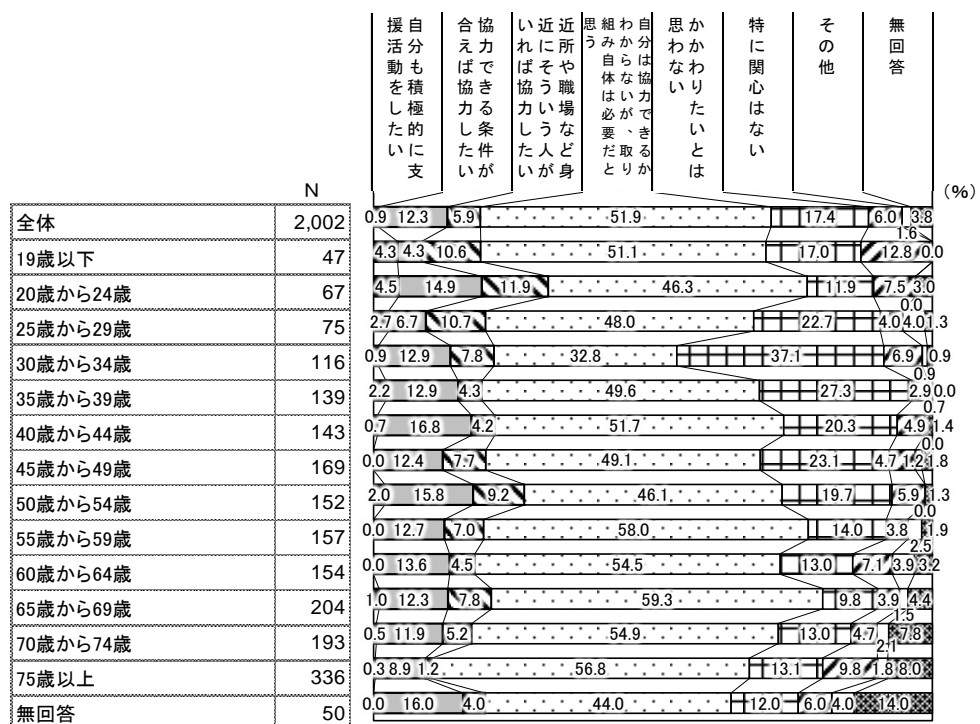 自分も積極的に支
援活動をしたい
協力できる条件が
合えば協力したい
近所や職場など身
近にそういう人が
いれば協力したい
自分は協力できるか
わからないが、取り
組み自体は必要だと
思う
かかわりたいとは
思わない
特に関心はない
その他
無回答
N
(%)
全体 2,002 0.9 12.3 5.9 51.9 17.4 6.0 3.8
1.6
19歳以下 47 4.3 4.3 10.6 51.1 17.0 12.8 0.0
20歳から24歳 67 4.5 14.9 11.9 46.3 11.9 7.5 3.0
0.0
25歳から29歳 75 2.7 6.7 10.7 48.0 22.7 4.0 4.0 1.3
30歳から34歳 116 0.9 12.9 7.8 32.8 37.1 6.9 0.9
0.9
35歳から39歳 139 2.2 12.9 4.3 49.6 27.3 2.9 0.0
0.7
40歳から44歳 143 0.7 16.8 4.2 51.7 20.3 4.9 1.4
0.0
45歳から49歳 169 0.0 12.4 7.7 49.1 23.1 4.7 1.2 1.8
50歳から54歳 152 2.0 15.8 9.2 46.1 19.7 5.9 1.3
0.0
55歳から59歳 157 0.0 12.7 7.0 58.0 14.0 3.8 1.9
2.5
60歳から64歳 154 0.0 13.6 4.5 54.5 13.0 7.1 3.9 3.2
65歳から69歳 204 1.0 12.3 7.8 59.3 9.8 3.9 4.4
1.5
70歳から74歳 193 0.5 11.9 5.2 54.9 13.0 4.7 7.8
2.1
75歳以上 336 0.3 8.9 1.2 56.8 13.1 9.8 1.8 8.0
無回答 50 0.0 16.0 4.0 44.0 12.0 6.0 4.0 14.0